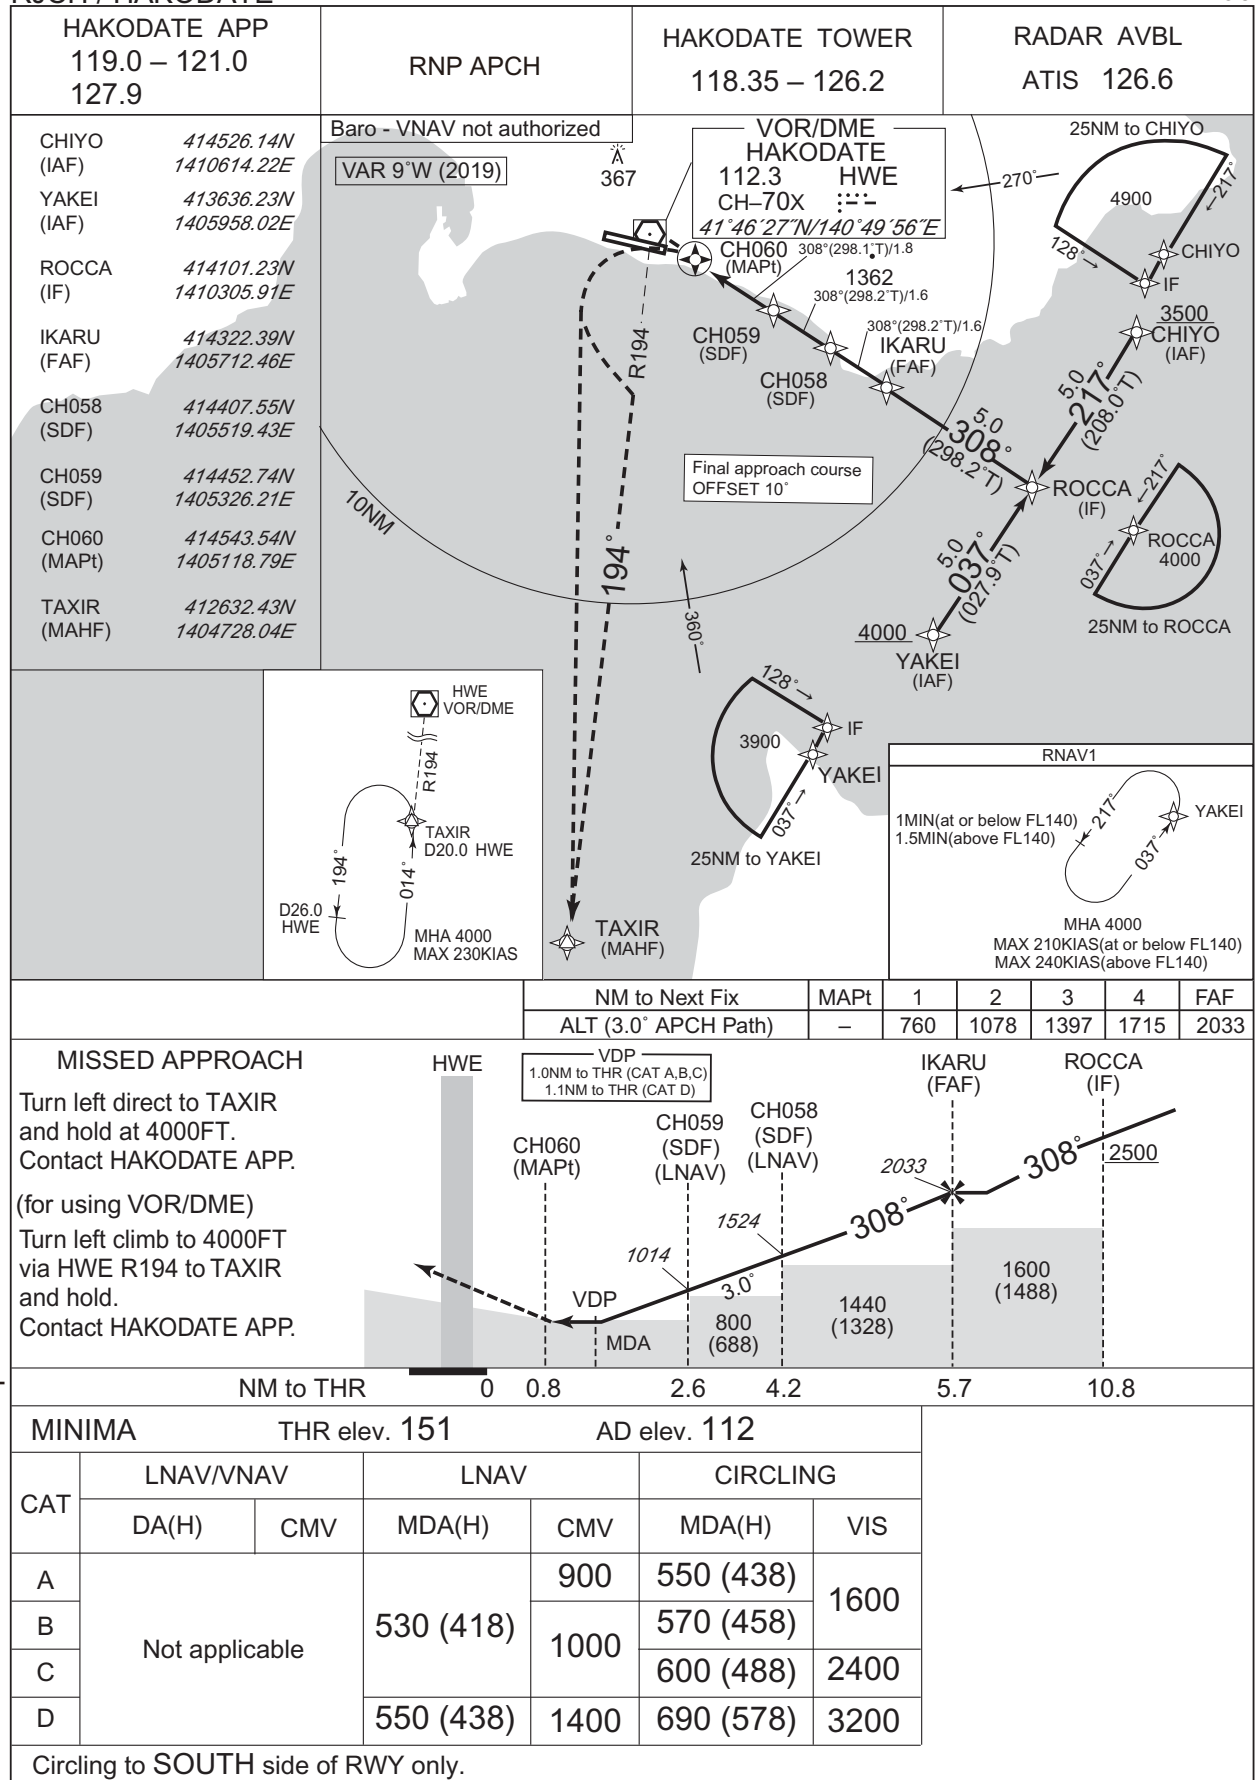 HAKODATE APP
119.0 – 121.0
127.9
RNP APCH
HAKODATE TOWER
118.35 – 126.2
RADAR AVBL
ATIS 126.6
CHIYO 414526.14N
(IAF) 1410614.22E
YAKEI 413636.23N
(IAF) 1405958.02E
ROCCA 414101.23N
(IF) 1410305.91E
IKARU 414322.39N
(FAF) 1405712.46E
CH058 414407.55N
(SDF) 1405519.43E
CH059 414452.74N
(SDF) 1405326.21E
CH060 414543.54N
(MAPt) 1405118.79E
TAXIR 412632.43N
(MAHF) 1404728.04E
Baro - VNAV not authorized
VAR 9˚W (2019)
367
VOR/DME
HAKODATE
112.3 HWE
CH–70X
41˚46´27˝N/140˚49´56˝E
25NM to CHIYO
270˚
4900
217˚
128˚
CHIYO
IF
CH060
(MAPt)
308°(298.1˚T)/1.8
1362
308°(298.2˚T)/1.6
308°(298.2˚T)/1.6
CH059
(SDF)
IKARU
(FAF)
CH058
(SDF)
3500
CHIYO
(IAF)
5.0
217˚
(208.0˚T)
5.0
308˚
(298.2˚T)
R194
Final approach course
OFFSET 10˚
ROCCA
(IF)
217˚
ROCCA
4000
037˚
25NM to ROCCA
10NM
194˚
5.0
037˚
(027.9˚T)
360˚
4000
YAKEI
(IAF)
128˚
3900
IF
YAKEI
037˚
25NM to YAKEI
HWE
VOR/DME
R194
TAXIR
D20.0 HWE
194˚
014˚
D26.0
HWE
MHA 4000
MAX 230KIAS
TAXIR
(MAHF)
RNAV1
1MIN(at or below FL140)
1.5MIN(above FL140)
217˚
037˚
YAKEI
MHA 4000
MAX 210KIAS(at or below FL140)
MAX 240KIAS(above FL140)
NM to Next Fix MAPt 1 2 3 4 FAF
ALT (3.0˚ APCH Path) – 760 1078 1397 1715 2033
MISSED APPROACH
Turn left direct to TAXIR
and hold at 4000FT.
Contact HAKODATE APP.
(for using VOR/DME)
Turn left climb to 4000FT
via HWE R194 to TAXIR
and hold.
Contact HAKODATE APP.
HWE
VDP
1.0NM to THR (CAT A,B,C)
1.1NM to THR (CAT D)
CH060
(MAPt)
CH059
(SDF)
(LNAV)
CH058
(SDF)
(LNAV)
IKARU
(FAF)
ROCCA
(IF)
2033
308˚
308˚
2500
1524
1014
3.0˚
VDP
MDA
800
(688)
1440
(1328)
1600
(1488)
NM to THR 0 0.8 2.6 4.2 5.7 10.8
MINIMA THR elev. 151 AD elev. 112
CAT LNAV/VNAV LNAV CIRCLING
DA(H) CMV MDA(H) CMV MDA(H) VIS
A 900 550 (438)
1600
B Not applicable 530 (418) 1000 570 (458)
C 600 (488) 2400
D 550 (438) 1400 690 (578) 3200
Circling to SOUTH side of RWY only.